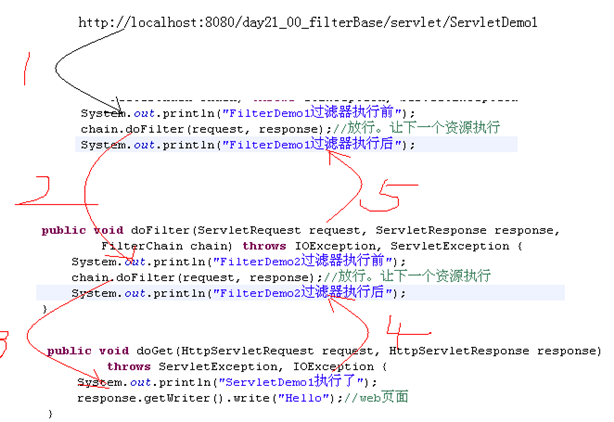 http://localhost:8080/day21_00_filterBase/servlet/ServletDemo1
1
System.out.println("FilterDemo1过滤器执行前");
chain.doFilter(request, response);//放行。让下一个资源执行
System.out.println("FilterDemo1过滤器执行后");
2
5
public void doFilter(ServletRequest request, ServletResponse response,
FilterChain chain) throws IOException, ServletException {
System.out.println("FilterDemo2过滤器执行前");
chain.doFilter(request, response);//放行。让下一个资源执行
System.out.println("FilterDemo2过滤器执行后");
}
3
4
public void doGet(HttpServletRequest request, HttpServletResponse response)
throws ServletException, IOException {
System.out.println("ServletDemo1执行了");
response.getWriter().write("Hello");//web页面
}